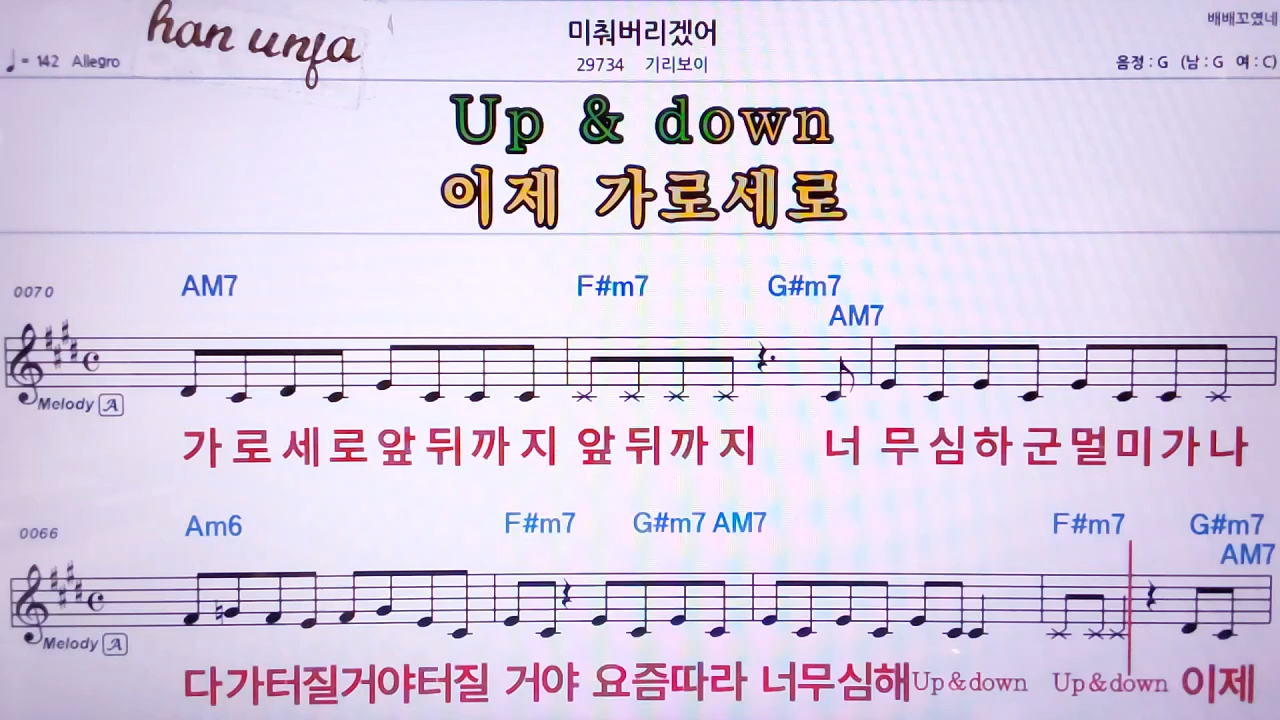 han unfa
미춰버리겠어
배배꼬였네
♩= 142 Allegro
29734 기리보이
음정 : G (남 : G 여 : C)
Up & down
이제 가로세로
AM7 F#m7 G#m7
0070
AM7
Melody A
가로세로앞뒤까지 앞뒤까지 너 무심하군멀미가나
Am6 F#m7 G#m7 AM7 F#m7 G#m7
0066
AM7
Melody A
다가터질거야터질 거야 요즘따라 너무심해Up&down Up&down 이제